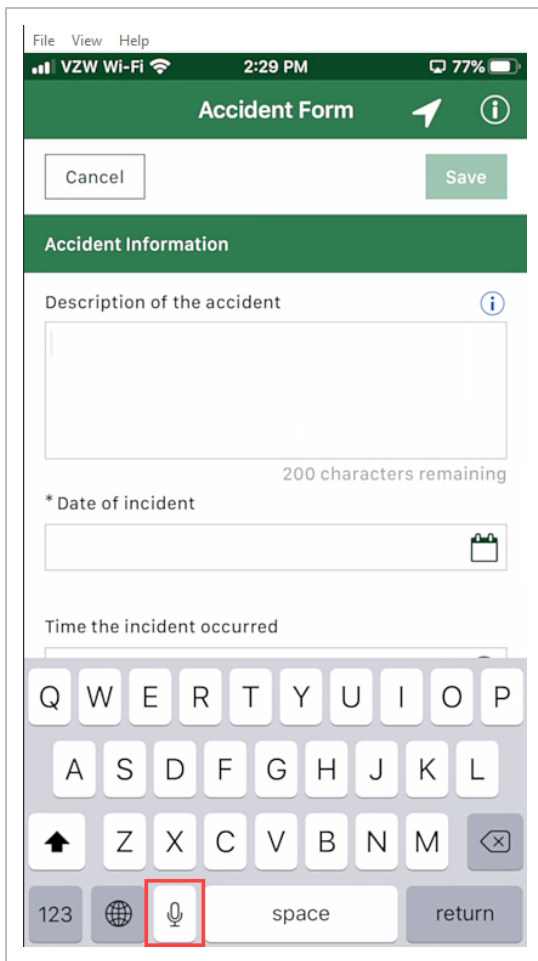 File View Help
VZW Wi-Fi 2:29 PM 77%
Accident Form
Cancel Save
Accident Information
Description of the accident
200 characters remaining
* Date of incident
Time the incident occurred
Q W E R T Y U I O P
A S D F G H J K L
Z X C V B N M
123 space return